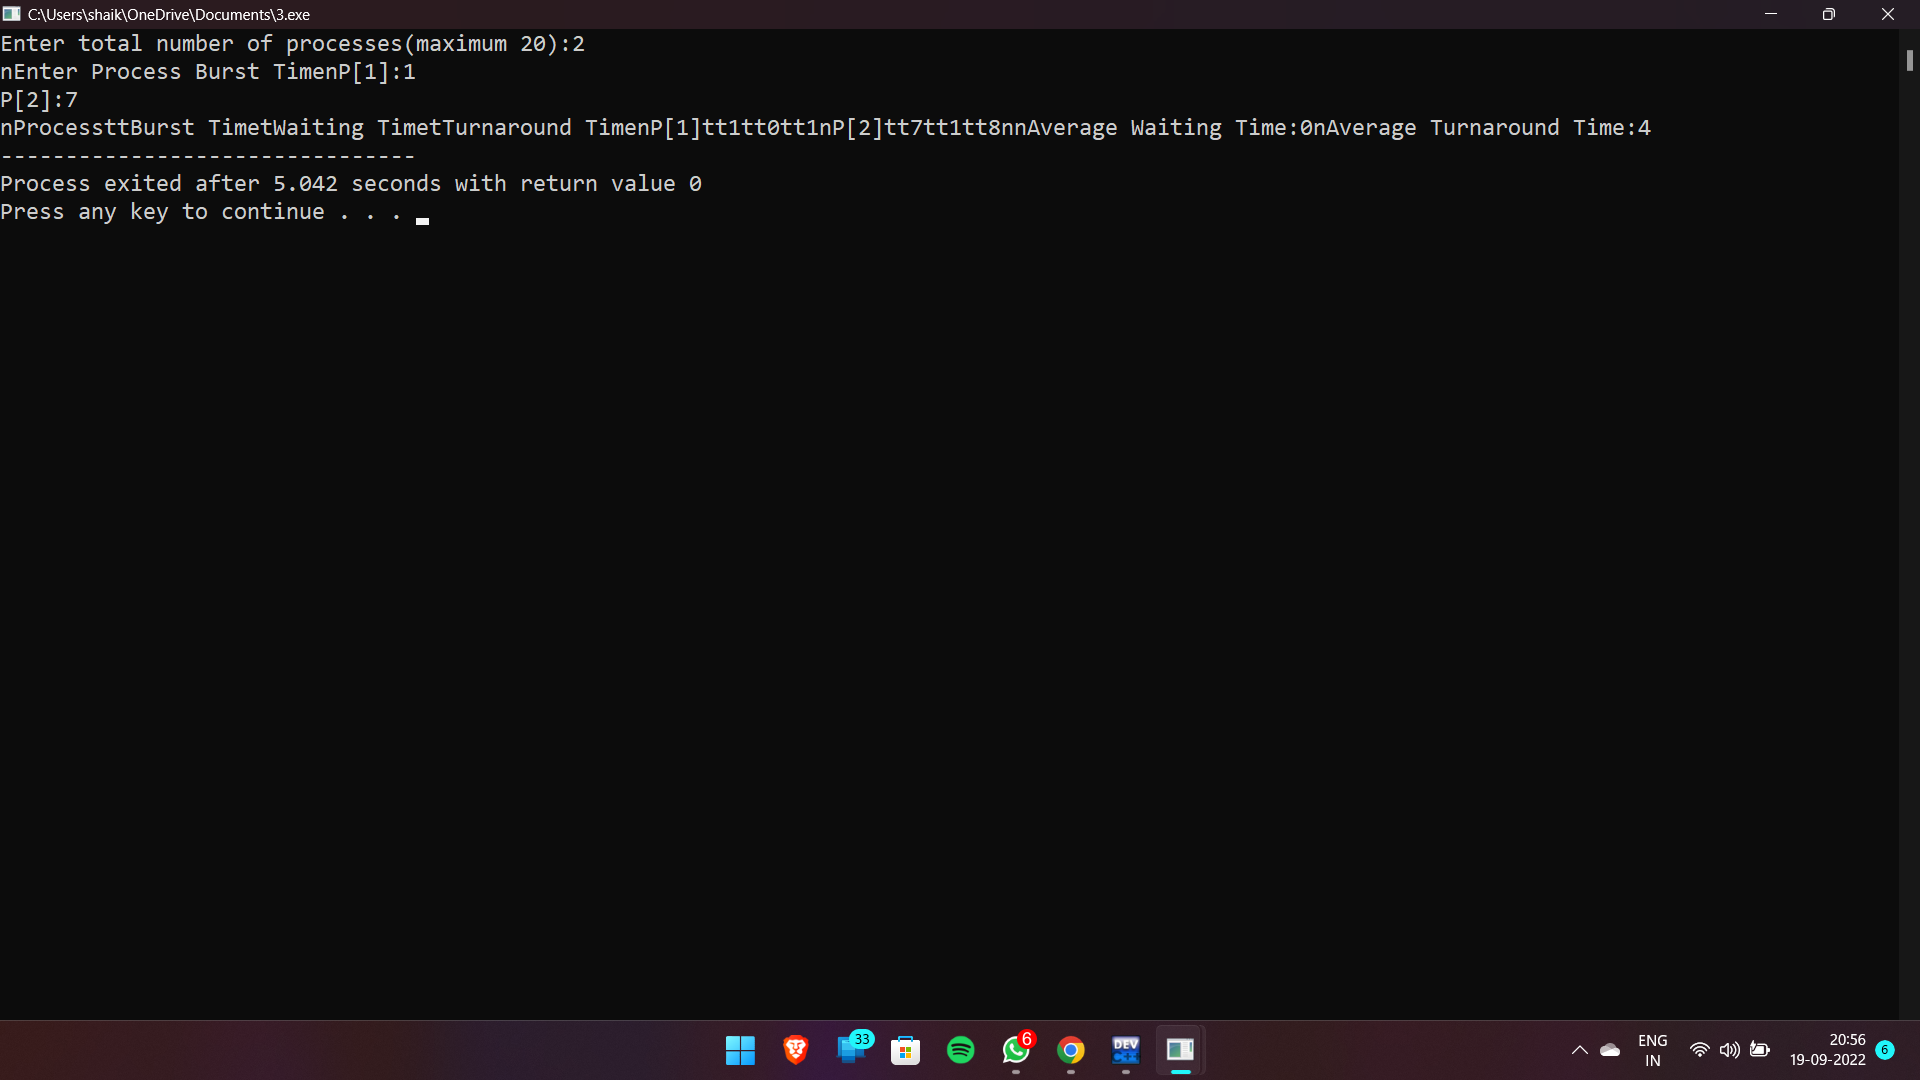 C:\Users\shaik\OneDrive\Documents\3.exe
Enter total number of processes(maximum 20):2
nEnter Process Burst TimenP[1]:1
P[2]:7
nProcessttBurst TimetWaiting TimetTurnaround TimenP[1]tt1tt0tt1nP[2]tt7tt1tt8nnAverage Waiting Time:0nAverage Turnaround Time:4
--------------------------------
Process exited after 5.042 seconds with return value 0
Press any key to continue . . .
33
6
DEV
C++
ENG
IN
20:56
19-09-2022
6